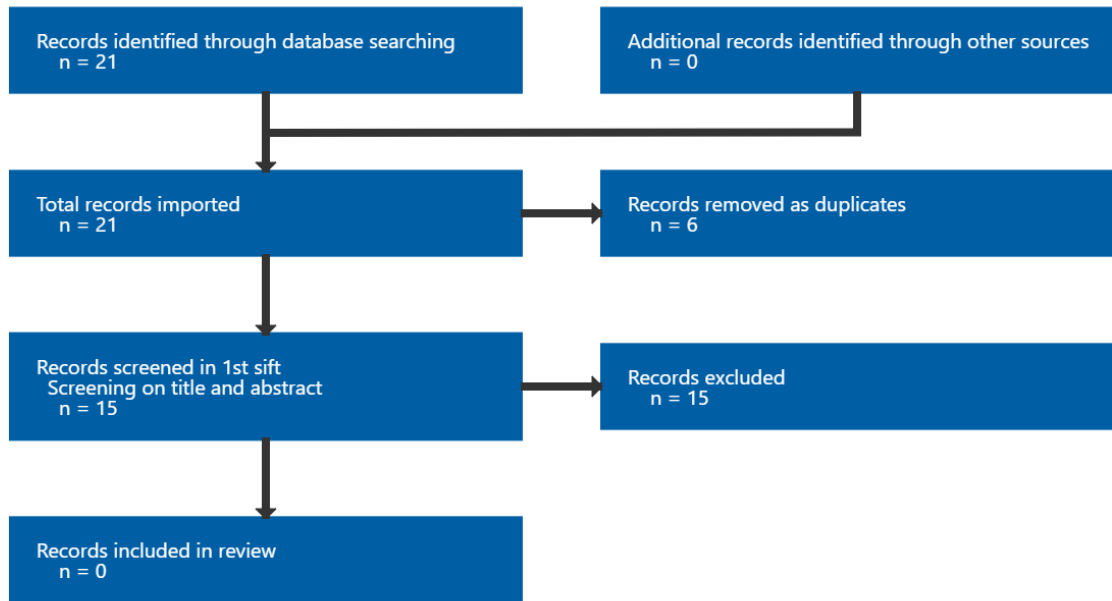 Records identified through database searching
n = 21
Additional records identified through other sources
n = 0
Total records imported
n = 21
Records removed as duplicates
n = 6
Records screened in 1st sift
Screening on title and abstract
n = 15
Records excluded
n = 15
Records included in review
n = 0